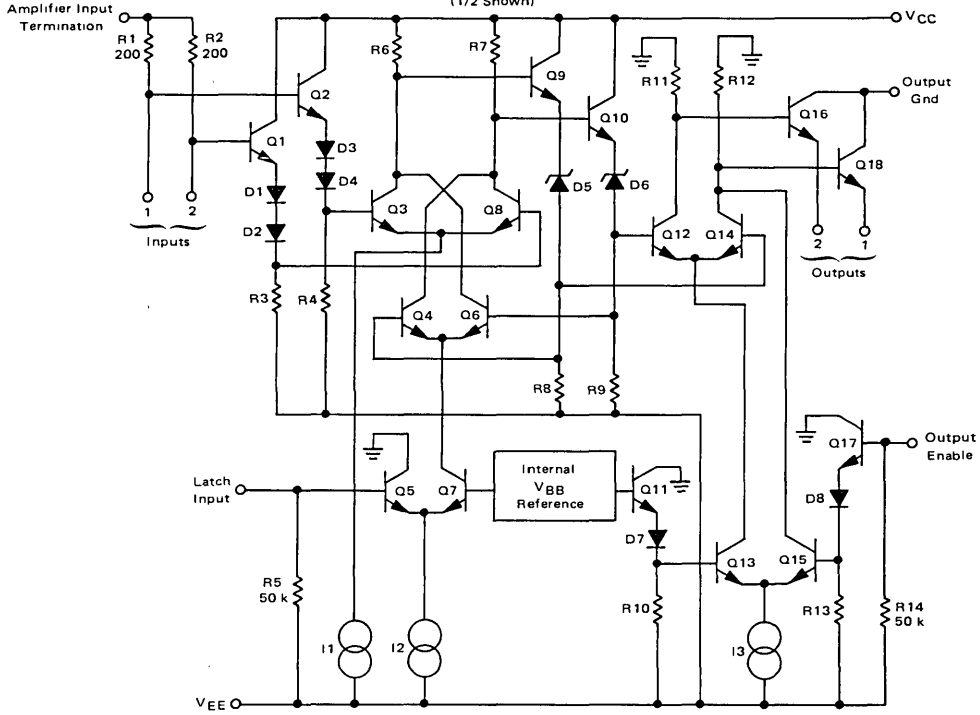 (1/2 Shown)
Amplifier Input
Termination
VCC
R1
200
R2
200
R6
R7
Q9
Q2
Q10
R11
R12
Output
Gnd
Q16
Q1
D3
Q18
D1
D4
D5
D6
Q3
Q8
1
2
D2
Q12
Q14
2
1
Inputs
Outputs
R3
R4
Q4
Q6
R8
R9
Q17
Output
Enable
Latch
Input
Q5
Q7
Internal
VBB
Reference
Q11
D8
D7
Q13
Q15
R5
50 k
R10
R13
R14
50 k
I1
I2
I3
VEE